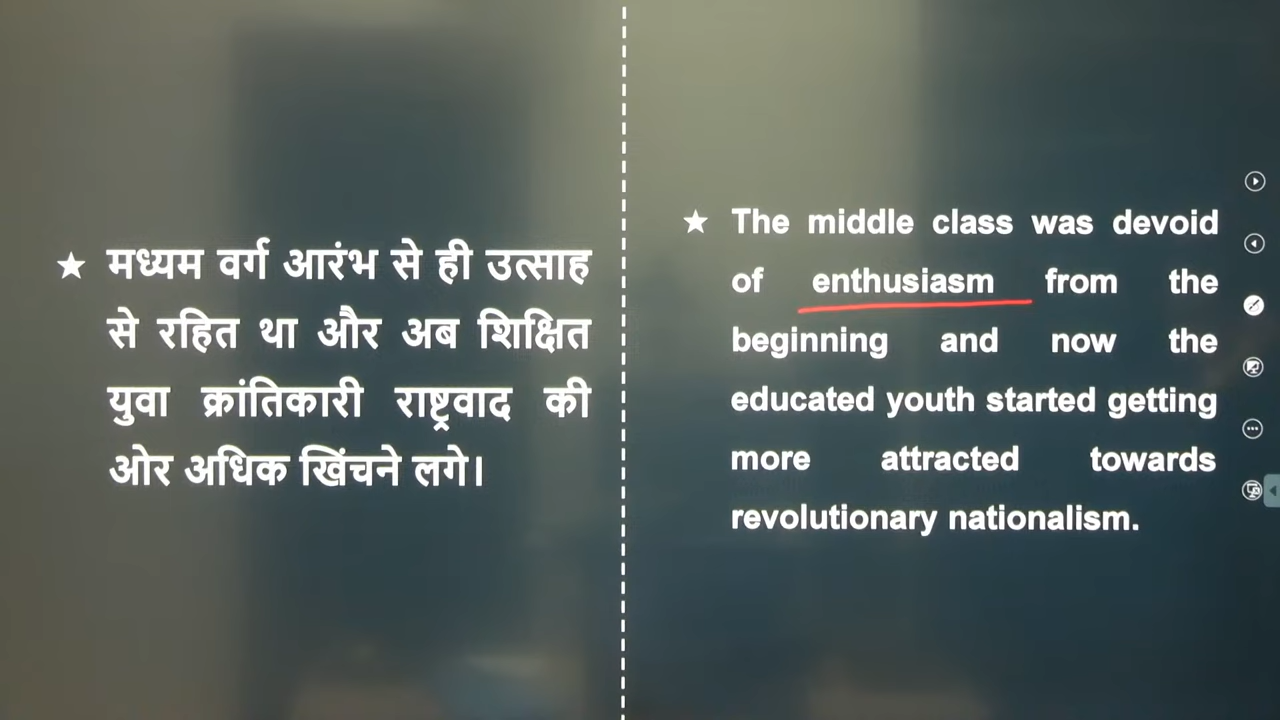 ★ मध्यम वर्ग आरंभ से ही उत्साह
से रहित था और अब शिक्षित
युवा क्रांतिकारी राष्ट्रवाद की
ओर अधिक खिंचने लगे।
★ The middle class was devoid
of enthusiasm from the
beginning and now the
educated youth started getting
more attracted towards
revolutionary nationalism.